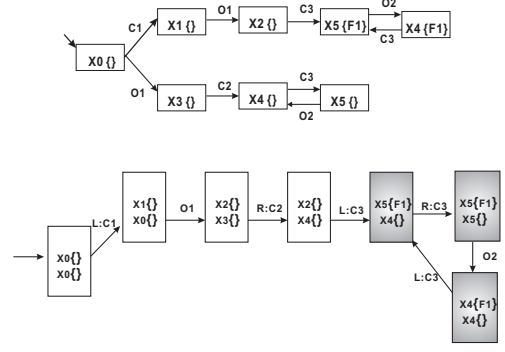 O2
C1
X1 {}
O1
X2 {}
C3
X5 {F1}
X4 {F1}
C3
X0 {}
O1
X3 {}
C2
X4 {}
C3
X5 {}
O2
X1{}
X0{}
O1
X2{}
X3{}
R:C2
X2{}
X4{}
L:C3
X5{F1}
X4{}
R:C3
X5{F1}
X5{}
L:C1
X0{}
X0{}
O2
L:C3
X4{F1}
X4{}